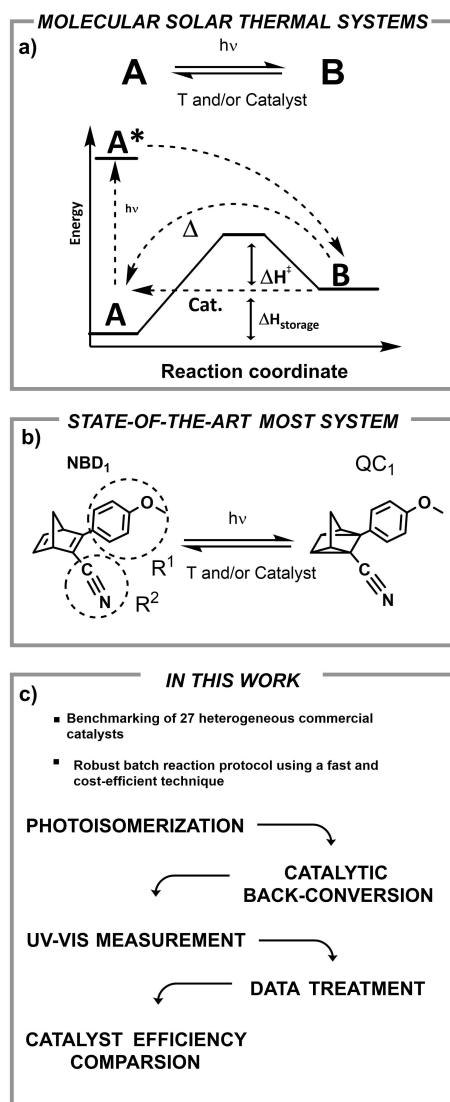 MOLECULAR SOLAR THERMAL SYSTEMS
a)
hν
A B
T and/or Catalyst
Energy
A*
hν
Δ
ΔH‡
B
A
Cat.
ΔHstorage
Reaction coordinate
STATE-OF-THE-ART MOST SYSTEM
b)
NBD1
QC1
O
O
hν
T and/or Catalyst
R1
C
N
R2
C
N
IN THIS WORK
c)
▪ Benchmarking of 27 heterogeneous commercial
catalysts
▪ Robust batch reaction protocol using a fast and
cost-efficient technique
PHOTOISOMERIZATION
CATALYTIC
BACK-CONVERSION
UV-VIS MEASUREMENT
DATA TREATMENT
CATALYST EFFICIENCY
COMPARSION